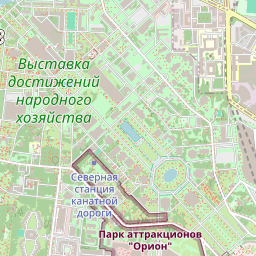 Выставка
достижений
народного
хозяйства
Северная
станция
канатной
дороги
Парк аттракционов
"Орион"